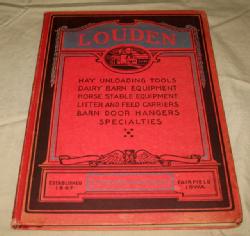 LOUDEN
HAY UNLOADING TOOLS
DAIRY BARN EQUIPMENT
HORSE STABLE EQUIPMENT
LITTER AND FEED CARRIERS
BARN DOOR HANGERS
SPECIALTIES
ESTABLISHED
1867
FAIRFIELD
IOWA